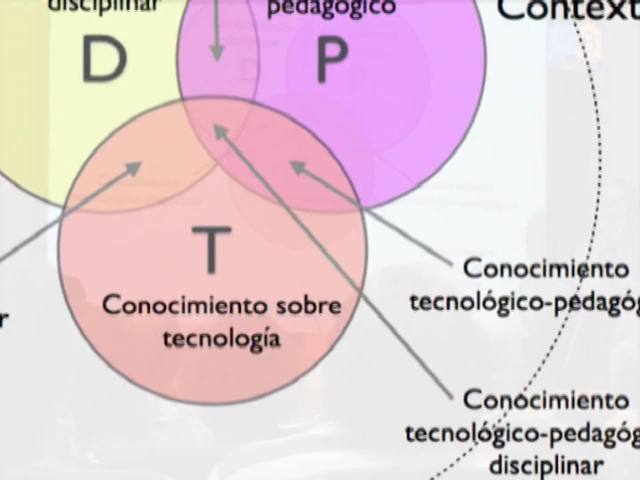 disciplinar
pedagógico
Context
D
P
T
Conocimiento sobre
tecnología
r
Conocimiento
tecnológico-pedagóg
Conocimiento
tecnológico-pedagóg
disciplinar